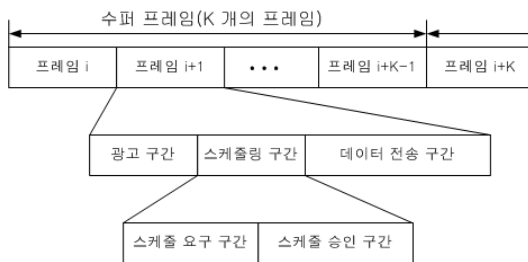 수퍼 프레임(K 개의 프레임)
프레임 i 프레임 i+1 ••• 프레임 i+K-1 프레임 i+K
광고 구간 스케줄링 구간 데이터 전송 구간
스케줄 요구 구간 스케줄 승인 구간